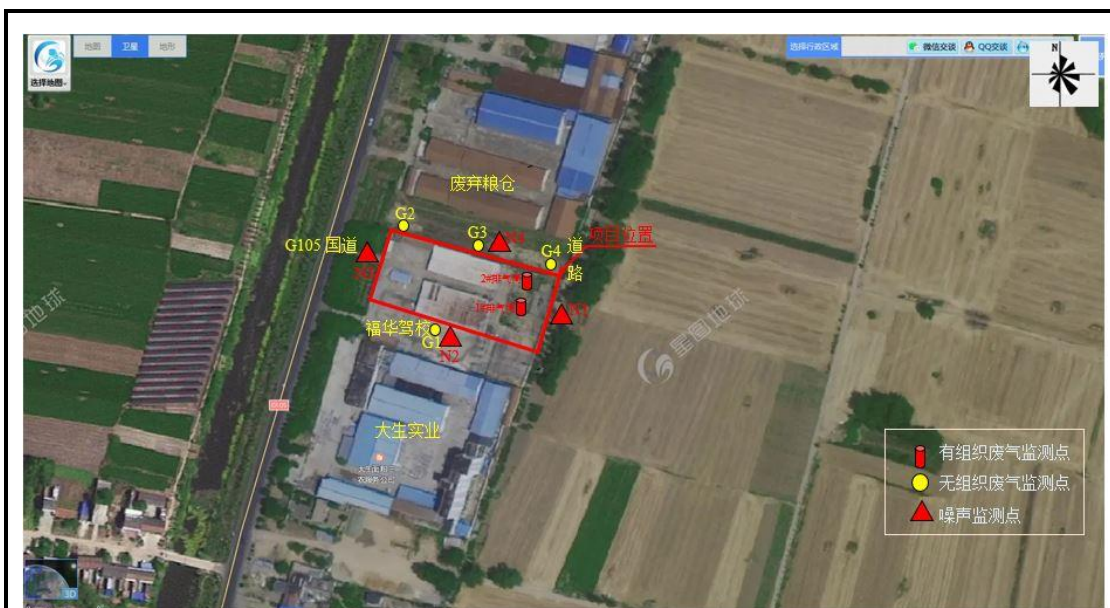 地图 卫星 地形
选择行政区域
微信交谈
QQ交谈
选择地图
N
废弃粮仓
G2
G3
G4
道
路
项目位置
G105 国道
2#排气筒
1#排气筒
福华驾校
G1
N2
大生实业
有组织废气监测点
无组织废气监测点
噪声监测点
3D